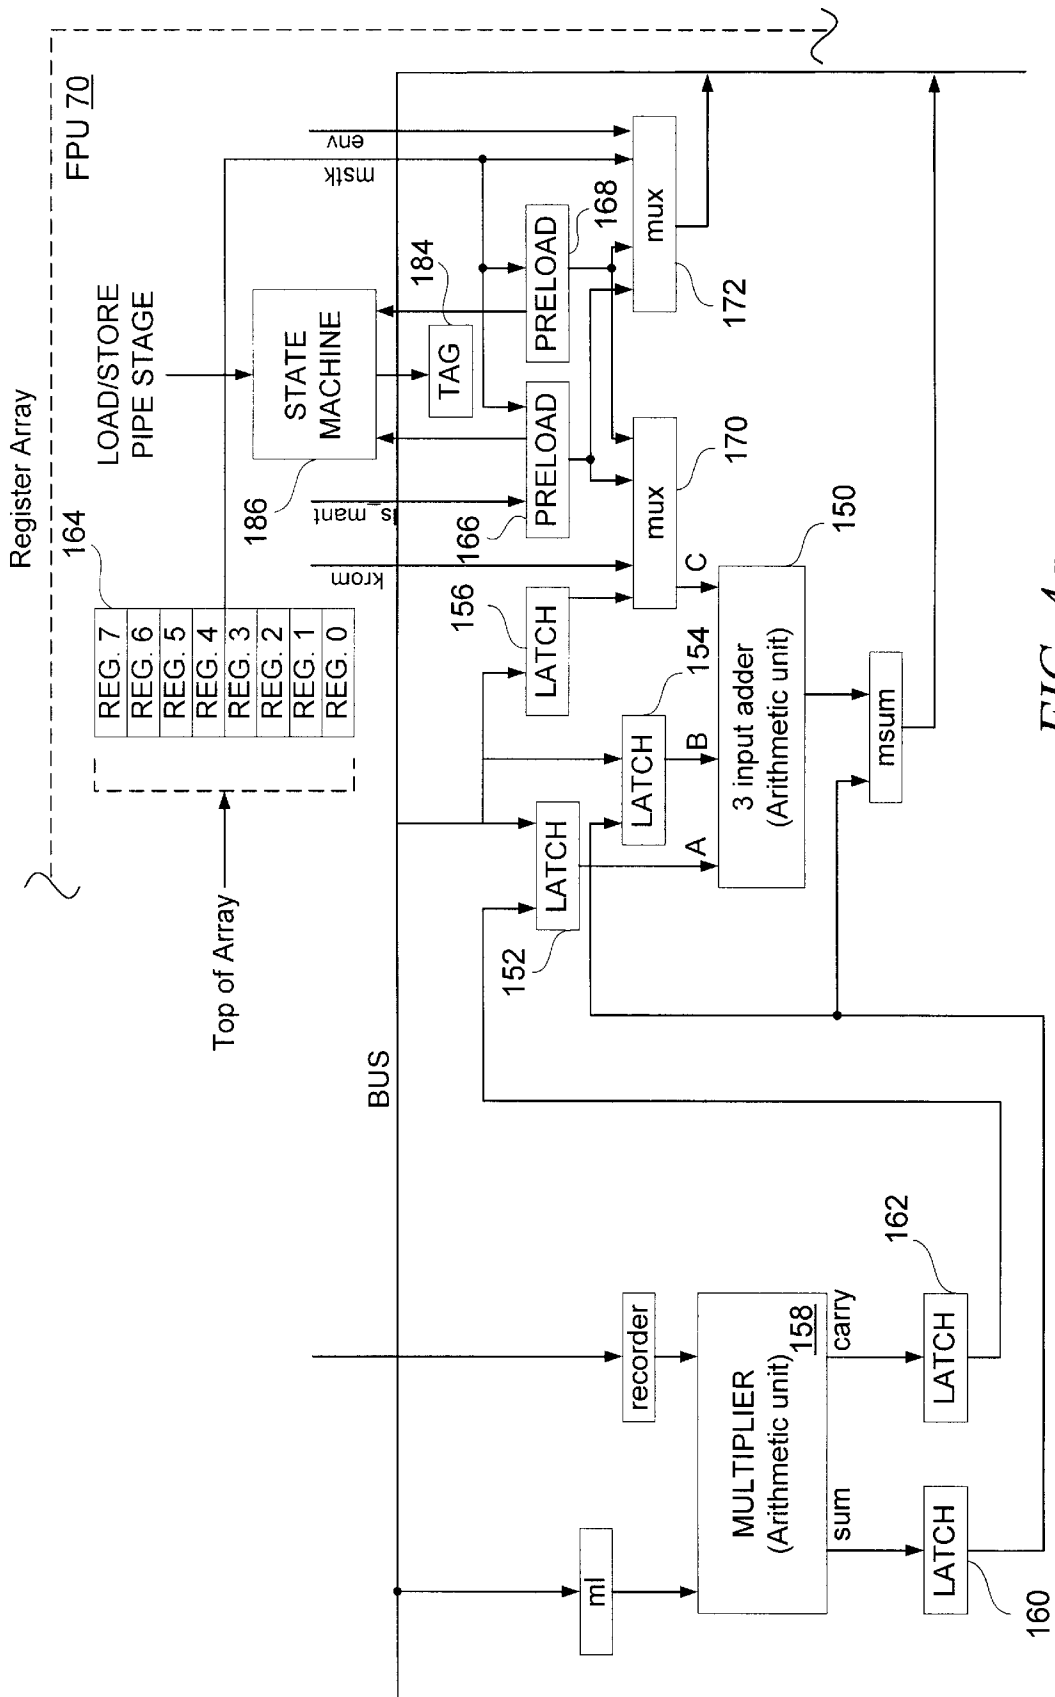 Register Array
FPU 70
164
REG. 7
REG. 6
REG. 5
REG. 4
REG. 3
REG. 2
REG. 1
REG. 0
Top of Array
LOAD/STORE
PIPE STAGE
STATE
MACHINE
186
TAG
184
mstk
env
krom
ls_mant
BUS
LATCH
152
LATCH
154
LATCH
156
PRELOAD
166
PRELOAD
168
mux
170
mux
172
A
B
C
3 input adder
(Arithmetic unit)
150
msum
ml
recorder
MULTIPLIER
(Arithmetic unit)
158
sum
carry
LATCH
160
LATCH
162